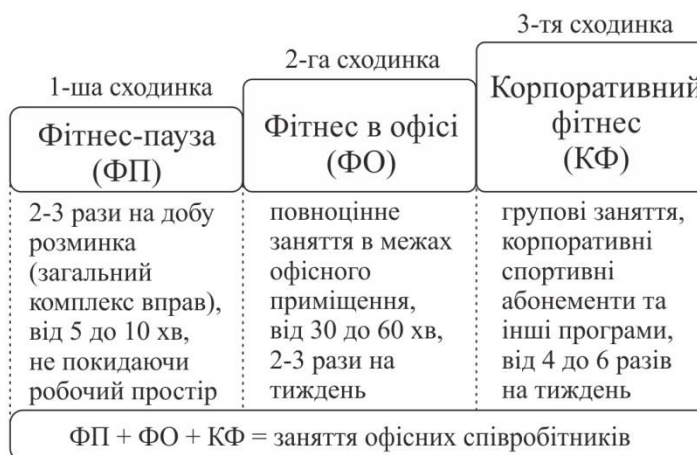 1-ша сходинка
Фітнес-пауза
(ФП)
2-3 рази на добу
розминка
(загальний
комплекс вправ),
від 5 до 10 хв,
не покидаючи
робочий простір
2-га сходинка
Фітнес в офісі
(ФО)
повноцінне
заняття в межах
офісного
приміщення,
від 30 до 60 хв,
2-3 рази на
тиждень
3-тя сходинка
Корпоративний
фітнес
(КФ)
групові заняття,
корпоративні
спортивні
абонементи та
інші програми,
від 4 до 6 разів
на тиждень
ФП + ФО + КФ = заняття офісних співробітників